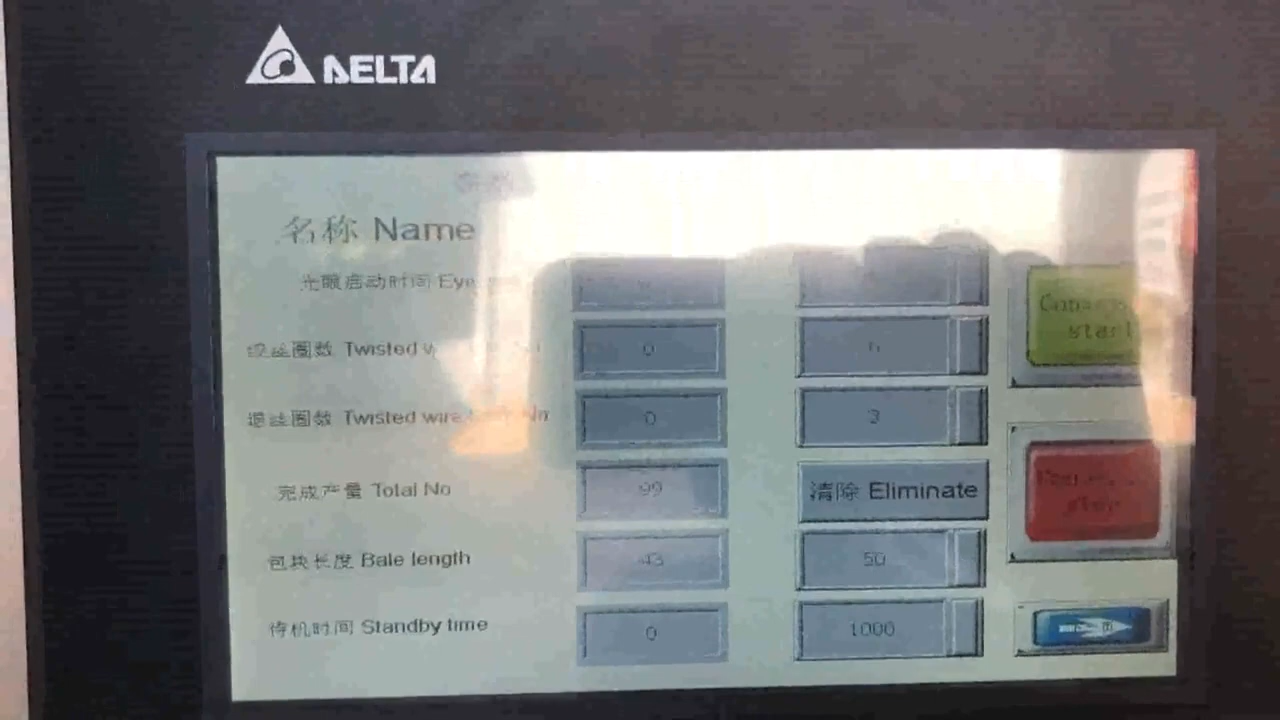 DELTA
名称 Name
光眼启动时间 Eye
圈数 Twisted
0
退丝圈数 Twisted wire
0 3
完成产量 Total No 99 清除 Eliminate
包块长度 Bale length 43 50
待机时间 Standby time 0 1000
start
stop